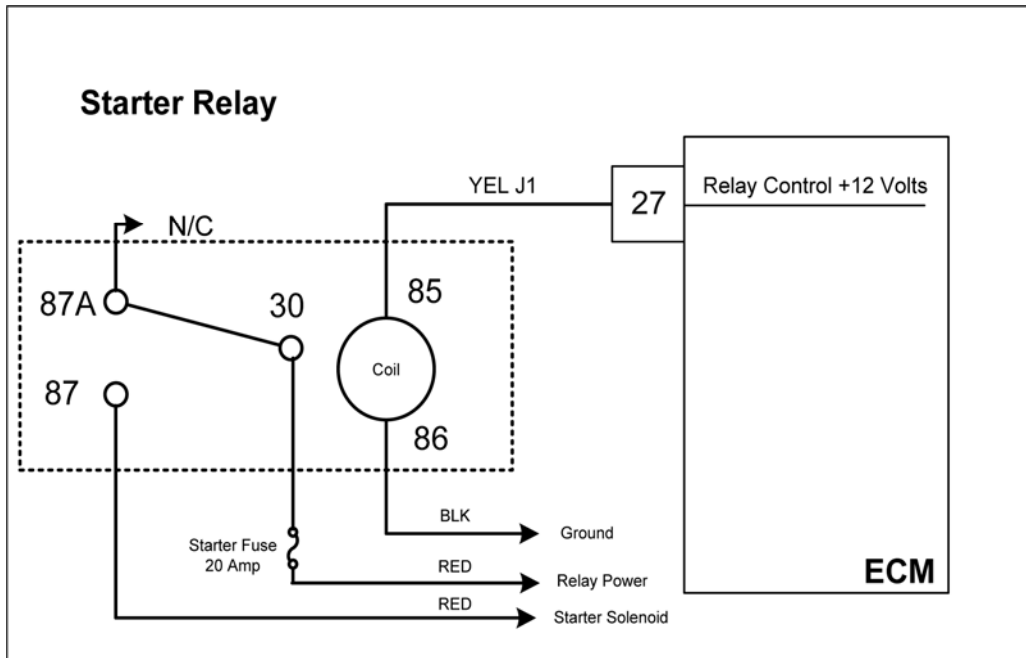 Starter Relay
YEL J1
27
Relay Control +12 Volts
N/C
87A
30
85
87
Coil
86
BLK
Ground
Starter Fuse
20 Amp
RED
Relay Power
ECM
RED
Starter Solenoid